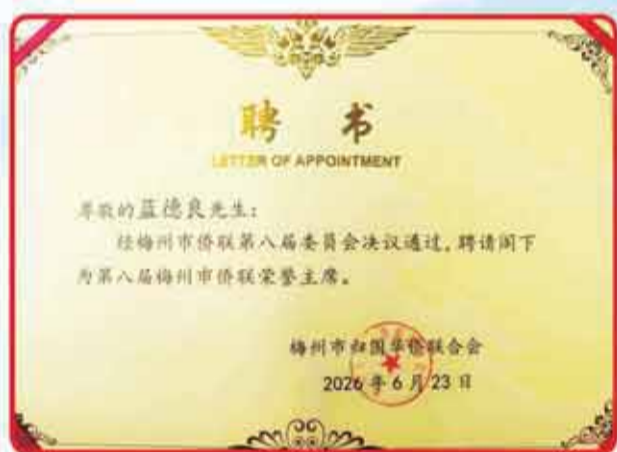 聘 书
LETTER OF APPOINTMENT
尊敬的蓝德良先生：
经梅州市侨联第八届委员会决议通过，聘请阁下
为第八届梅州市侨联荣誉主席。
梅州市归国华侨联合会
2026年6月23日